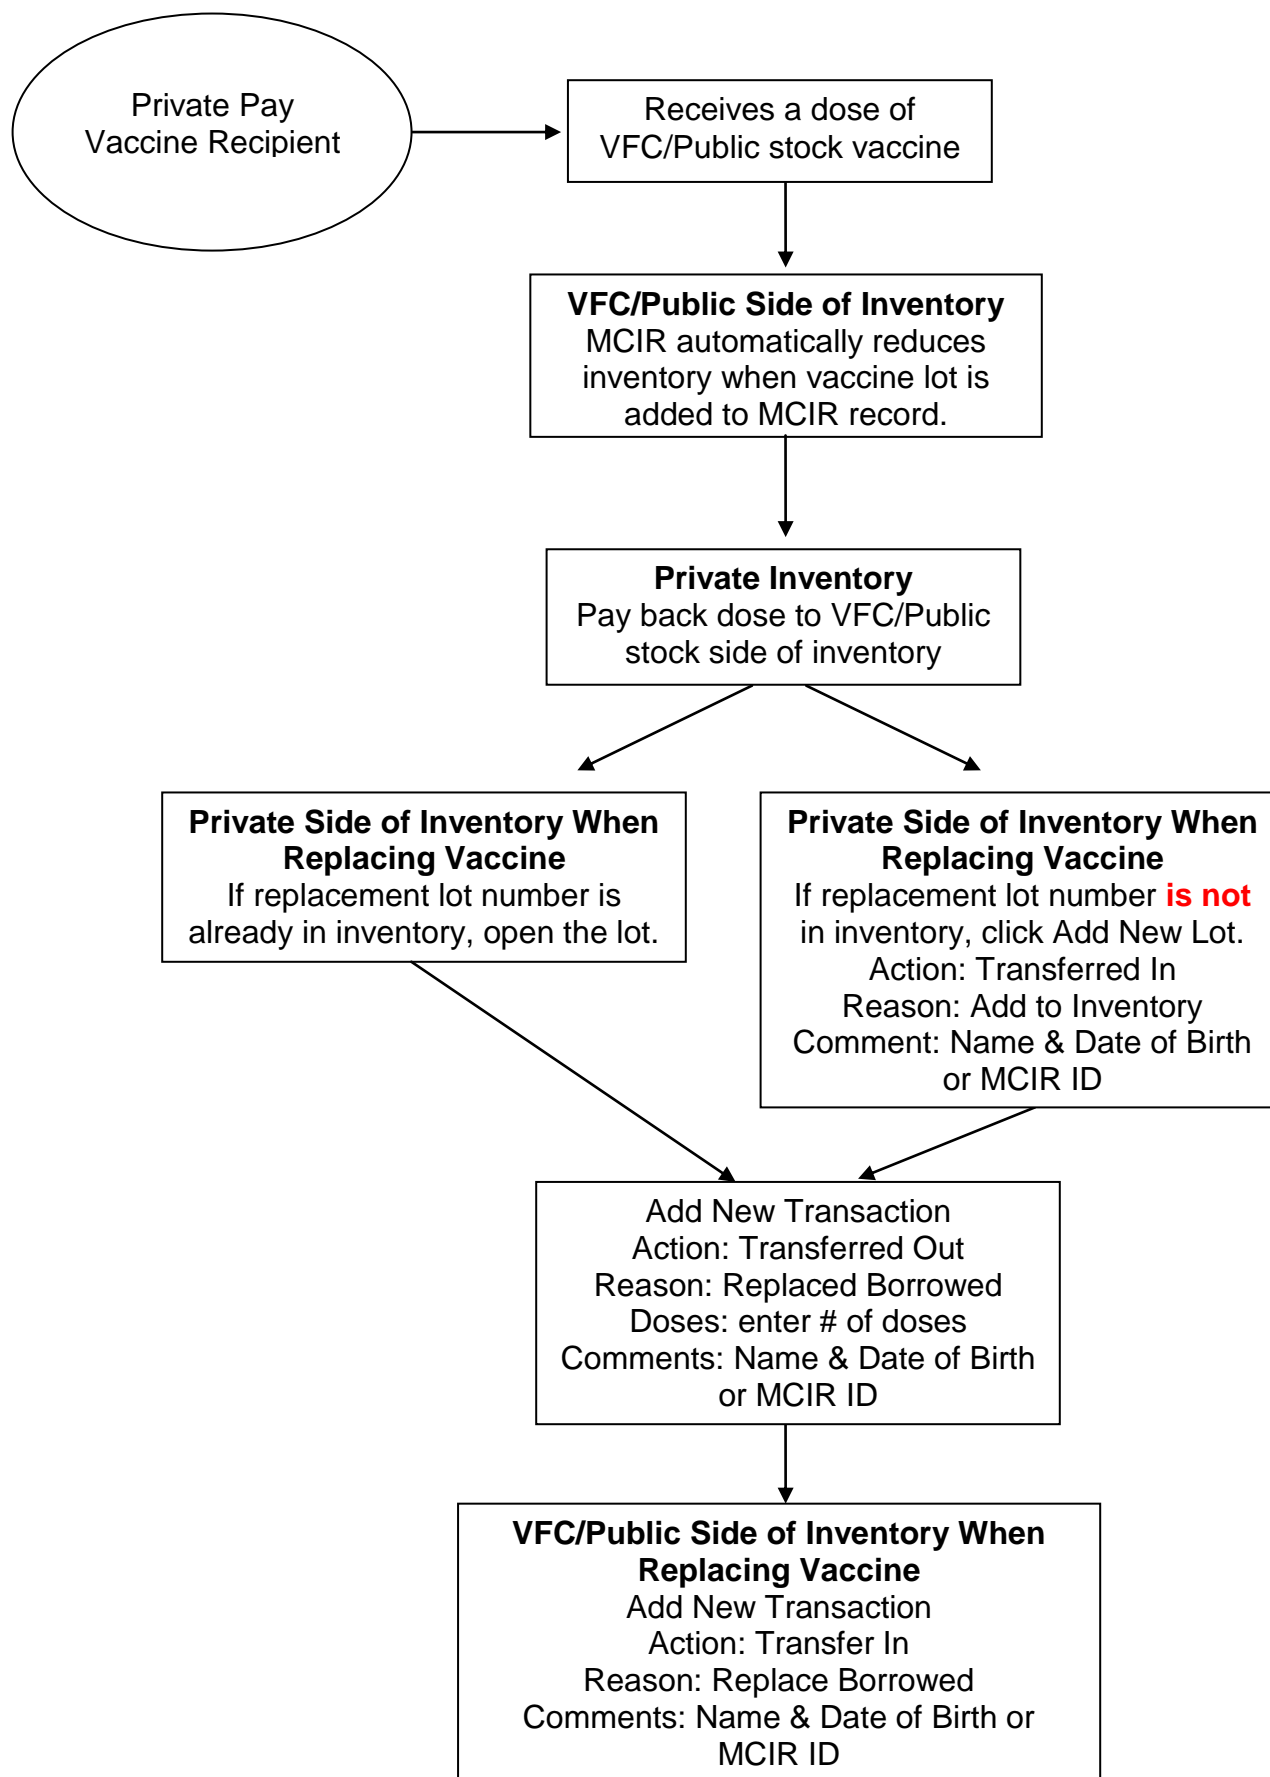 Private Pay
Vaccine Recipient
Receives a dose of
VFC/Public stock vaccine
VFC/Public Side of Inventory
MCIR automatically reduces
inventory when vaccine lot is
added to MCIR record.
Private Inventory
Pay back dose to VFC/Public
stock side of inventory
Private Side of Inventory When
Replacing Vaccine
If replacement lot number is
already in inventory, open the lot.
Private Side of Inventory When
Replacing Vaccine
If replacement lot number is not
in inventory, click Add New Lot.
Action: Transferred In
Reason: Add to Inventory
Comment: Name & Date of Birth
or MCIR ID
Add New Transaction
Action: Transferred Out
Reason: Replaced Borrowed
Doses: enter # of doses
Comments: Name & Date of Birth
or MCIR ID
VFC/Public Side of Inventory When
Replacing Vaccine
Add New Transaction
Action: Transfer In
Reason: Replace Borrowed
Comments: Name & Date of Birth or
MCIR ID